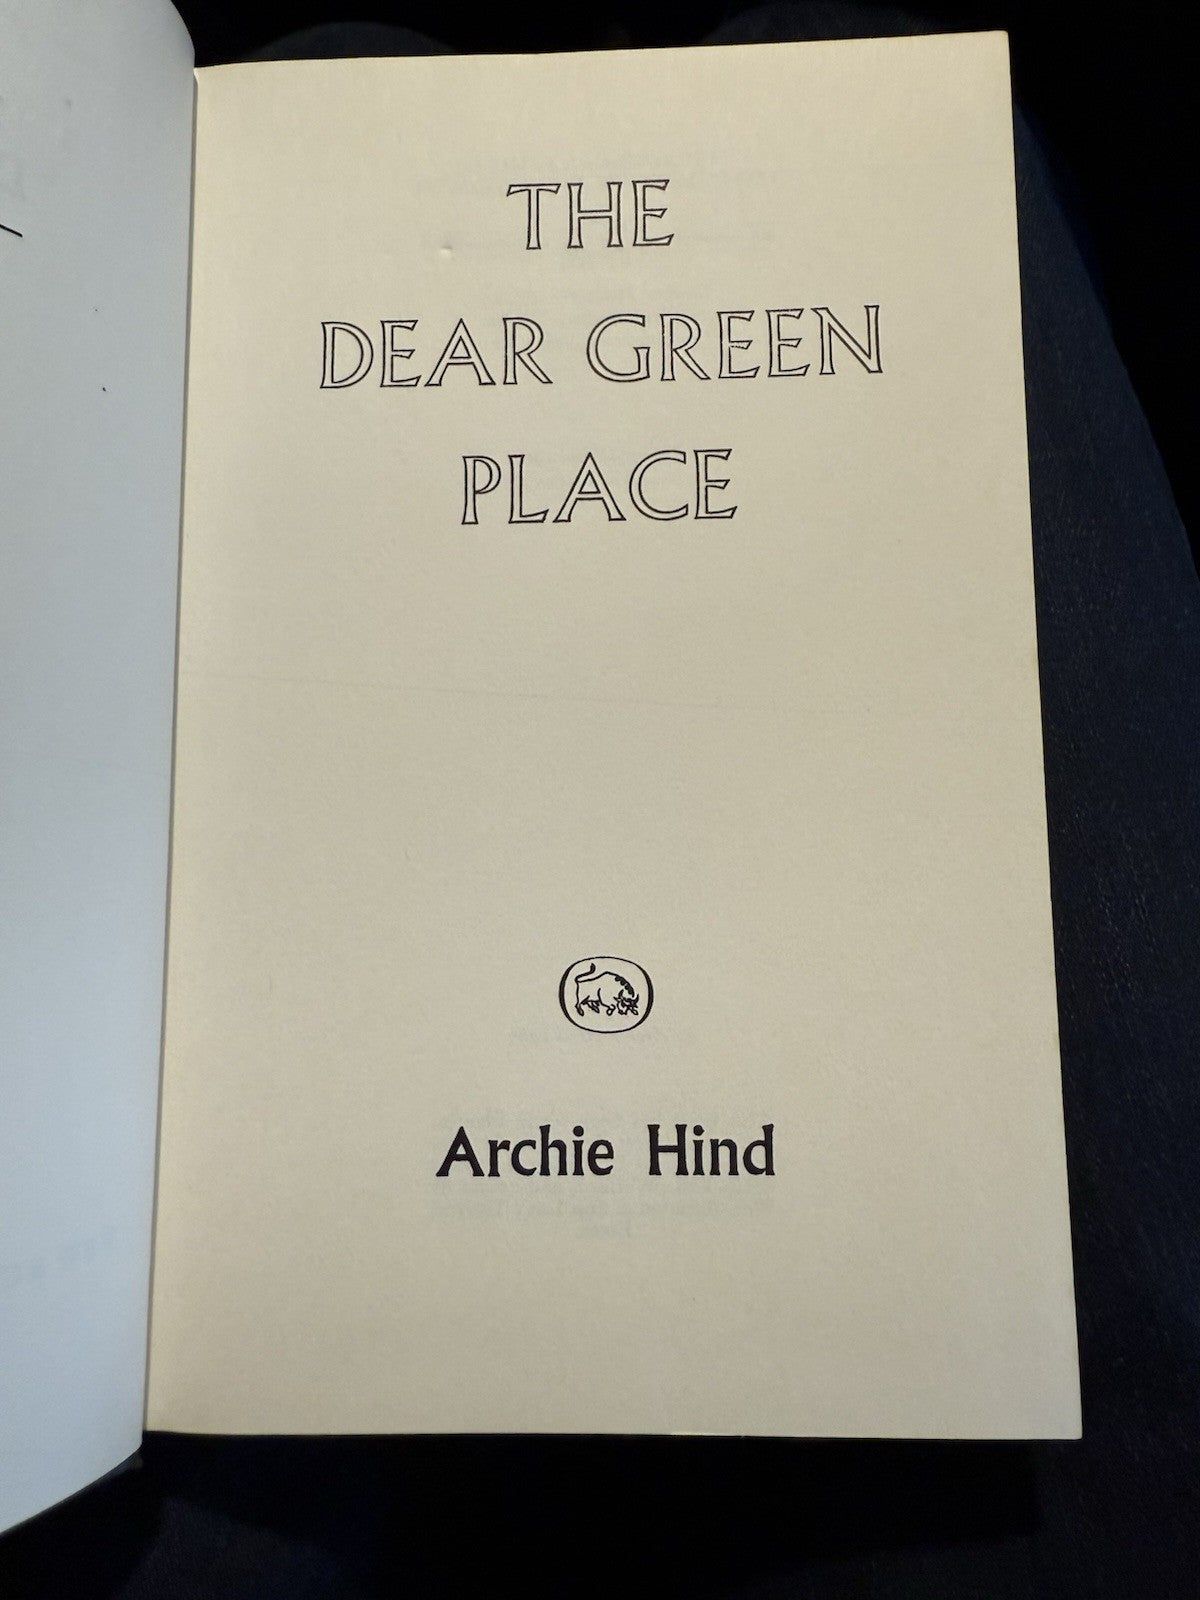 THE
DEAR GREEN
PLACE
Archie Hind